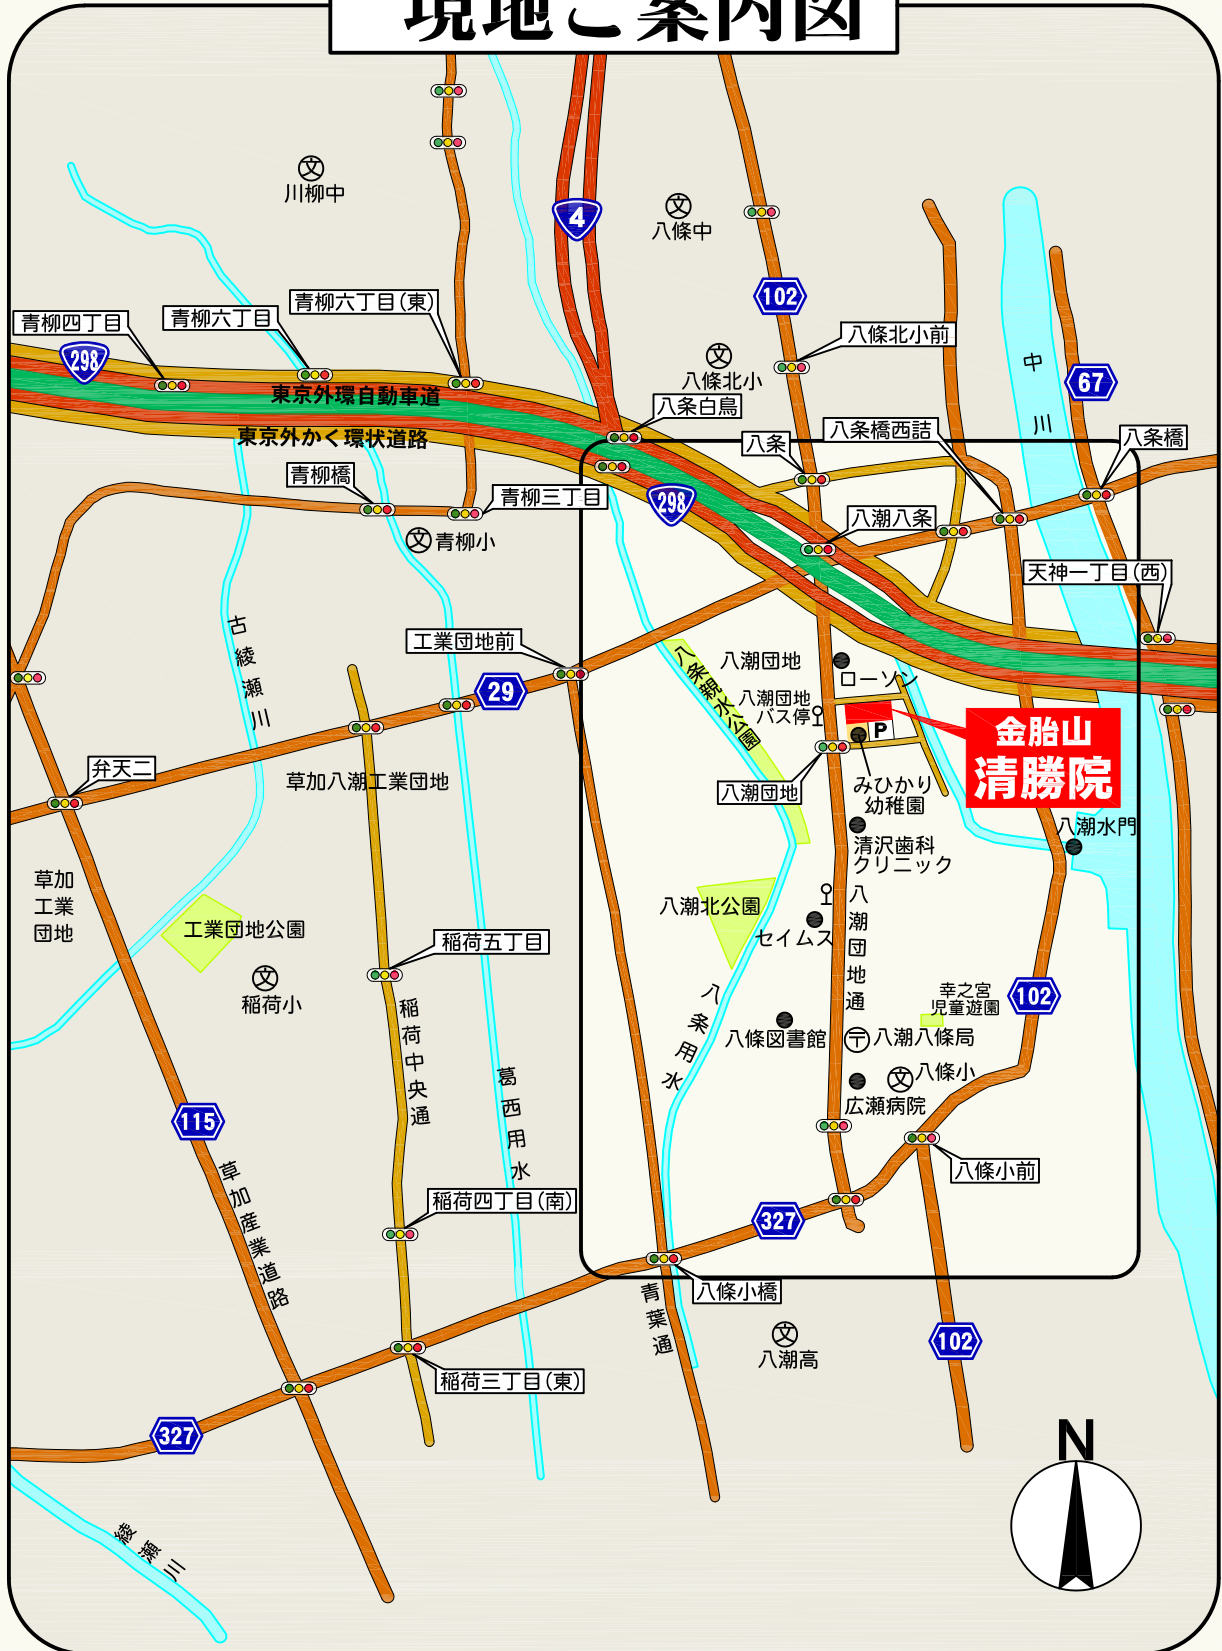 現地ご案内図
川柳中
4
八條中
102
青柳六丁目(東)
青柳六丁目
青柳四丁目
298
八條北小前
八條北小
中川
67
東京外環自動車道
八条白鳥
東京外かく環状道路
八条
八条橋西詰
八条橋
青柳橋
青柳三丁目
298
八潮八条
青柳小
天神一丁目(西)
古綾瀬川
工業団地前
八条親水公園
八潮団地
ローソン
29
八潮団地
バス停
P
金胎山
清勝院
弁天二
草加八潮工業団地
八潮団地
みひかり
幼稚園
八潮水門
清沢歯科
クリニック
草加
工業
団地
八潮北公園
八潮団地通
工業団地公園
セイムス
稲荷五丁目
稲荷小
稲荷中央通
八条用水
幸之宮
児童遊園
102
八條図書館
〒
八潮八條局
葛西用水
八條小
広瀬病院
115
草加産業道路
八條小前
稲荷四丁目(南)
327
八條小橋
青葉通
八潮高
102
稲荷三丁目(東)
327
N
綾瀬川
文
文
文
文
文
文
文